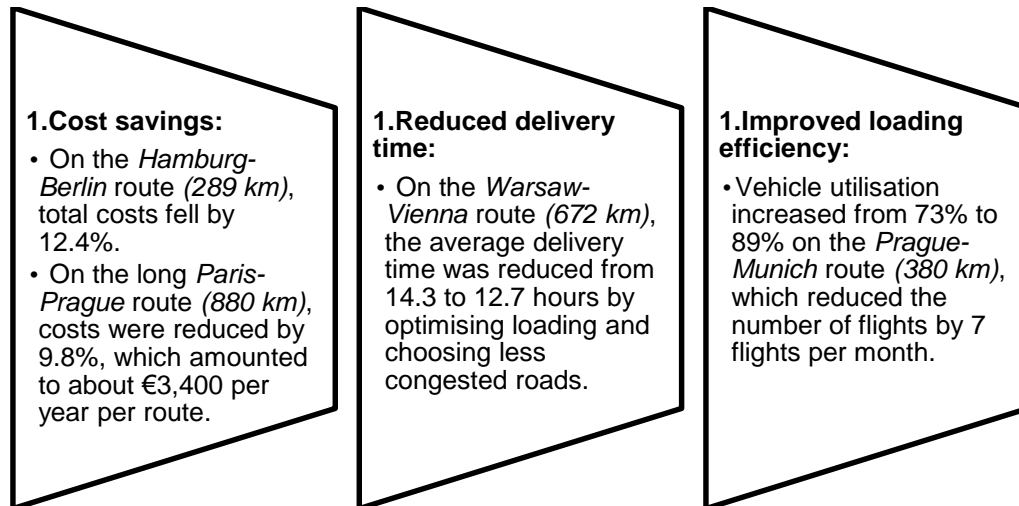 1.Cost savings:
• On the Hamburg-
Berlin route (289 km),
total costs fell by
12.4%.
• On the long Paris-
Prague route (880 km),
costs were reduced by
9.8%, which amounted
to about €3,400 per
year per route.
1.Reduced delivery
time:
• On the Warsaw-
Vienna route (672 km),
the average delivery
time was reduced from
14.3 to 12.7 hours by
optimising loading and
choosing less
congested roads.
1.Improved loading
efficiency:
• Vehicle utilisation
increased from 73% to
89% on the Prague-
Munich route (380 km),
which reduced the
number of flights by 7
flights per month.